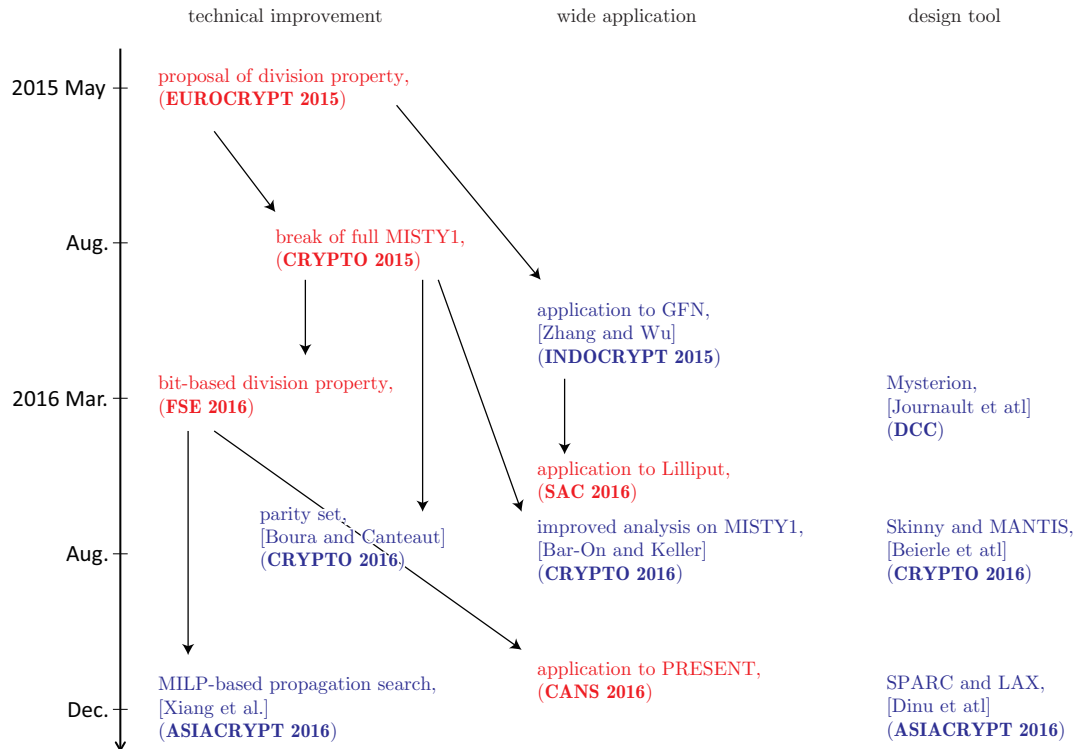 technical improvement
wide application
design tool
2015 May
proposal of division property,
(EUROCRYPT 2015)
Aug.
break of full MISTY1,
(CRYPTO 2015)
application to GFN,
[Zhang and Wu]
(INDOCRYPT 2015)
2016 Mar.
bit-based division property,
(FSE 2016)
Mysterion,
[Journault et atl]
(DCC)
application to Lilliput,
(SAC 2016)
Aug.
parity set,
[Boura and Canteaut]
(CRYPTO 2016)
improved analysis on MISTY1,
[Bar-On and Keller]
(CRYPTO 2016)
Skinny and MANTIS,
[Beierle et atl]
(CRYPTO 2016)
application to PRESENT,
(CANS 2016)
Dec.
MILP-based propagation search,
[Xiang et al.]
(ASIACRYPT 2016)
SPARC and LAX,
[Dinu et atl]
(ASIACRYPT 2016)